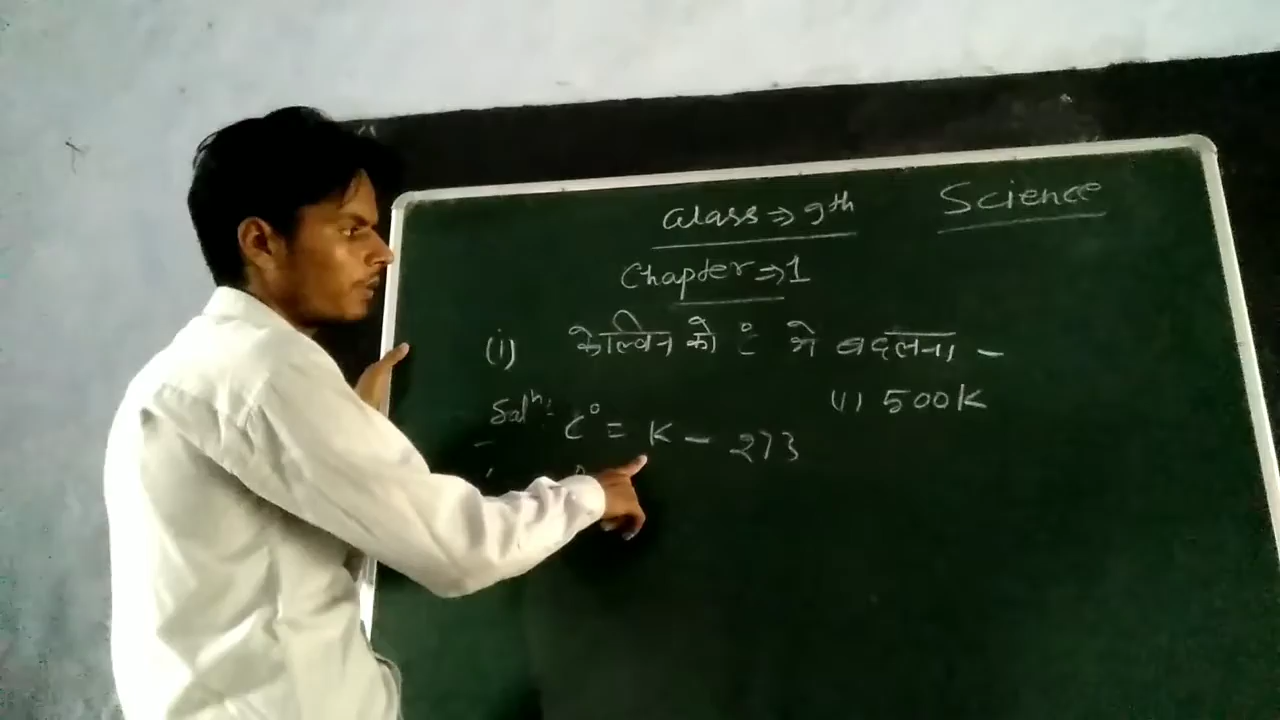 Class ⇒ 9th
Science
Chapter ⇒ 1
(i) केल्विन को C° मे बदलना –
(i) 500K
Solⁿ: C° = K – 273